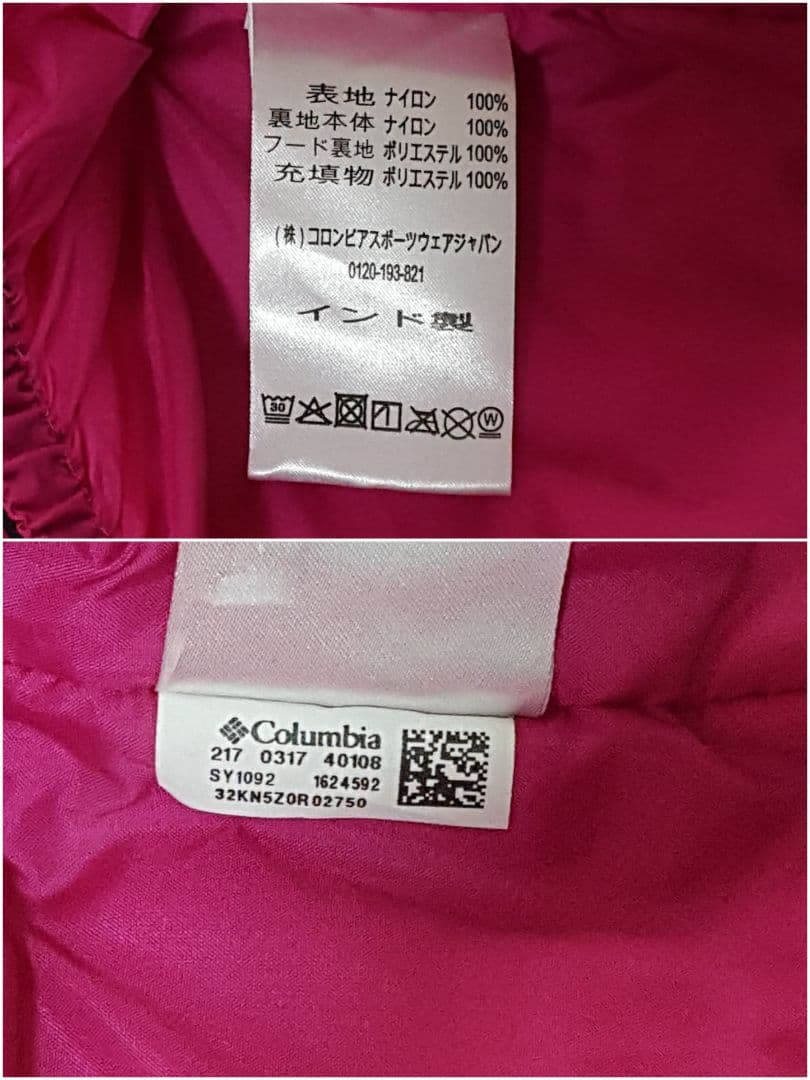 表地 ナイロン 100%
裏地本体 ナイロン 100%
フード裏地 ポリエステル 100%
充填物 ポリエステル 100%
(株)コロンビアスポーツウェアジャパン
0120-193-821
インド製
30
W
Columbia
217 0317 40108
SY1092 1624592
32KN5Z0R02750